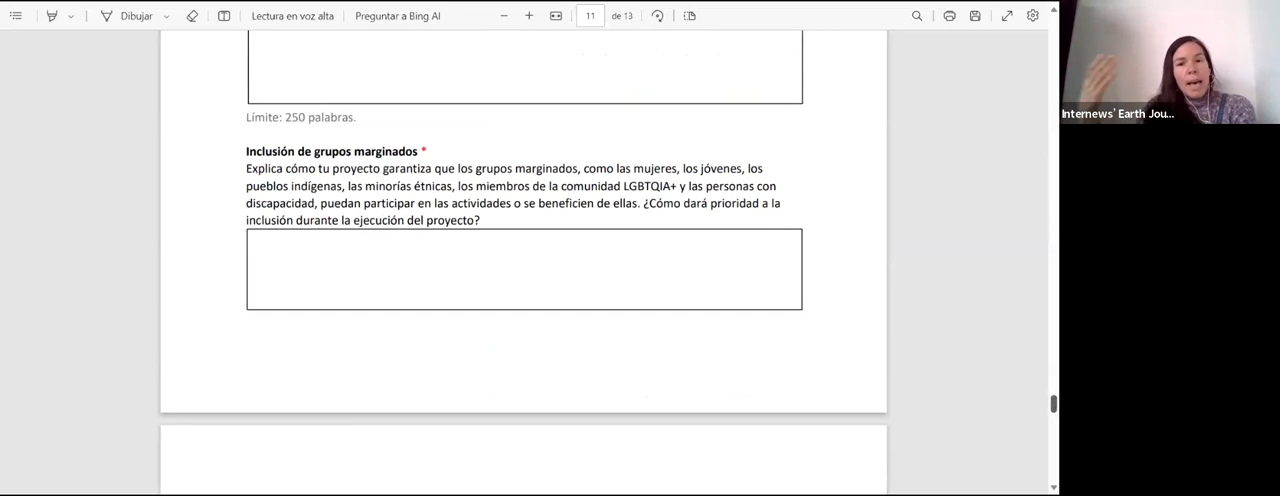 Dibujar Lectura en voz alta Preguntar a Bing AI 11 de 13
Internews' Earth Jou...
Límite: 250 palabras.
Inclusión de grupos marginados *
Explica cómo tu proyecto garantiza que los grupos marginados, como las mujeres, los jóvenes, los
pueblos indígenas, las minorías étnicas, los miembros de la comunidad LGBTQIA+ y las personas con
discapacidad, puedan participar en las actividades o se beneficien de ellas. ¿Cómo dará prioridad a la
inclusión durante la ejecución del proyecto?